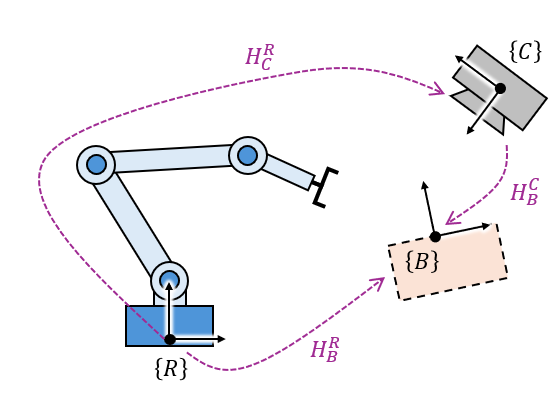 $H_C^R$
{C}
$H_B^C$
{B}
$H_B^R$
{R}